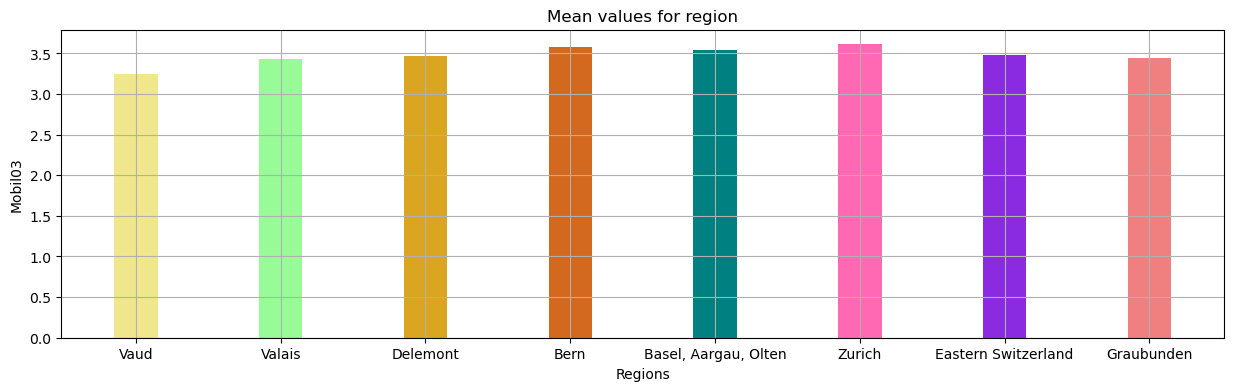 Mean values for region
Mobil03
3.5
3.0
2.5
2.0
1.5
1.0
0.5
0.0
Vaud Valais Delemont Bern Basel, Aargau, Olten Zurich Eastern Switzerland Graubunden
Regions